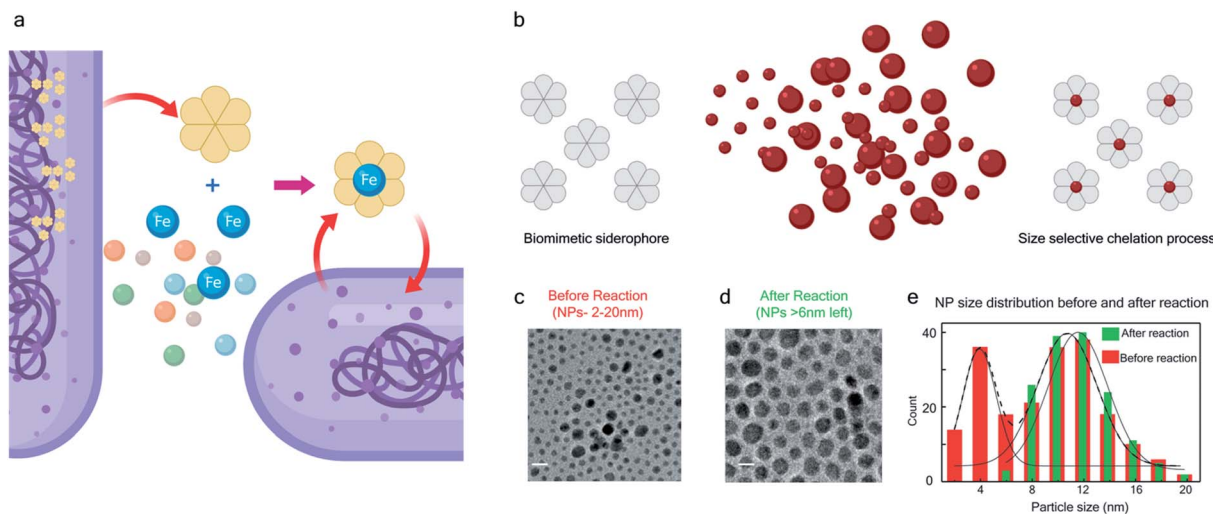 a
+
Fe
Fe
Fe
Fe
b
Biomimetic siderophore
Size selective chelation process
c
Before Reaction
(NPs- 2-20nm)
d
After Reaction
(NPs >6nm left)
e
NP size distribution before and after reaction
After reaction
Before reaction
Count
40
20
0
4
8
12
16
20
Particle size (nm)